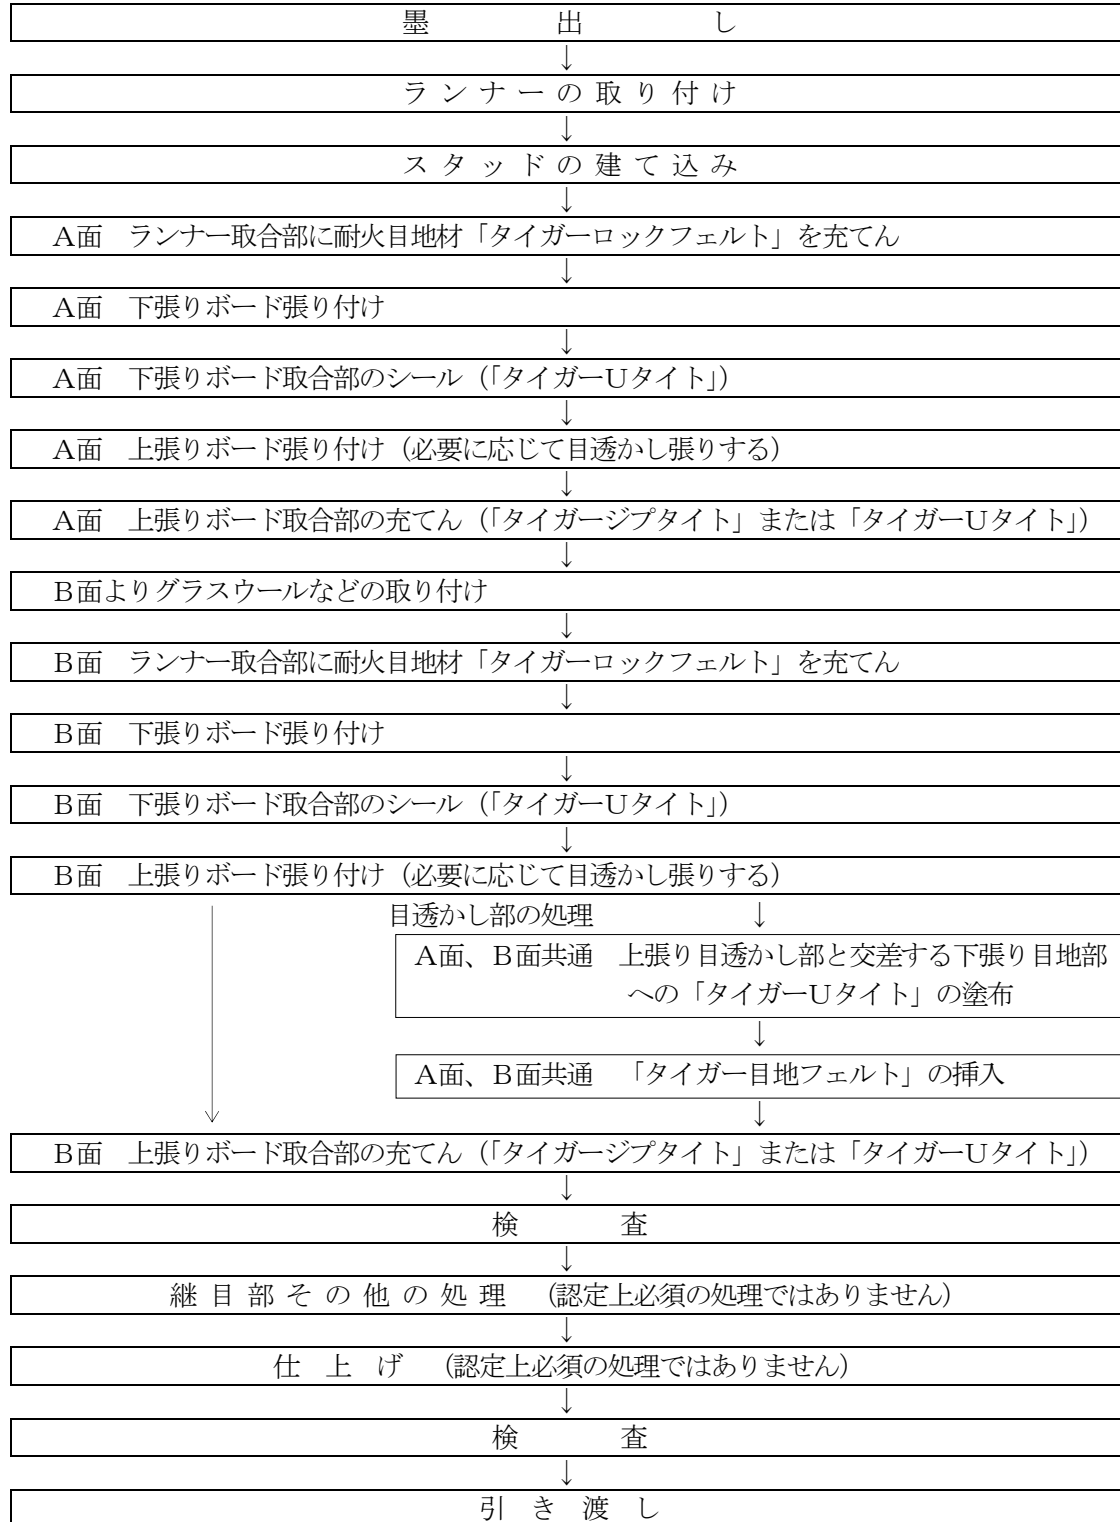 墨出し
↓
ランナーの取り付け
↓
スタッドの建て込み
↓
A面 ランナー取合部に耐火目地材「タイガーロックフェルト」を充てん
↓
A面 下張りボード張り付け
↓
A面 下張りボード取合部のシール(「タイガーUタイト」)
↓
A面 上張りボード張り付け(必要に応じて目透かし張りする)
↓
A面 上張りボード取合部の充てん(「タイガージプタイト」または「タイガーUタイト」)
↓
B面よりグラスウールなどの取り付け
↓
B面 ランナー取合部に耐火目地材「タイガーロックフェルト」を充てん
↓
B面 下張りボード張り付け
↓
B面 下張りボード取合部のシール(「タイガーUタイト」)
↓
B面 上張りボード張り付け(必要に応じて目透かし張りする)
目透かし部の処理 ↓
A面、B面共通 上張り目透かし部と交差する下張り目地部
への「タイガーUタイト」の塗布
↓
A面、B面共通 「タイガー目地フェルト」の挿入
↓
B面 上張りボード取合部の充てん(「タイガージプタイト」または「タイガーUタイト」)
↓
検査
↓
継目部その他の処理 (認定上必須の処理ではありません)
↓
仕上げ (認定上必須の処理ではありません)
↓
検査
↓
引き渡し